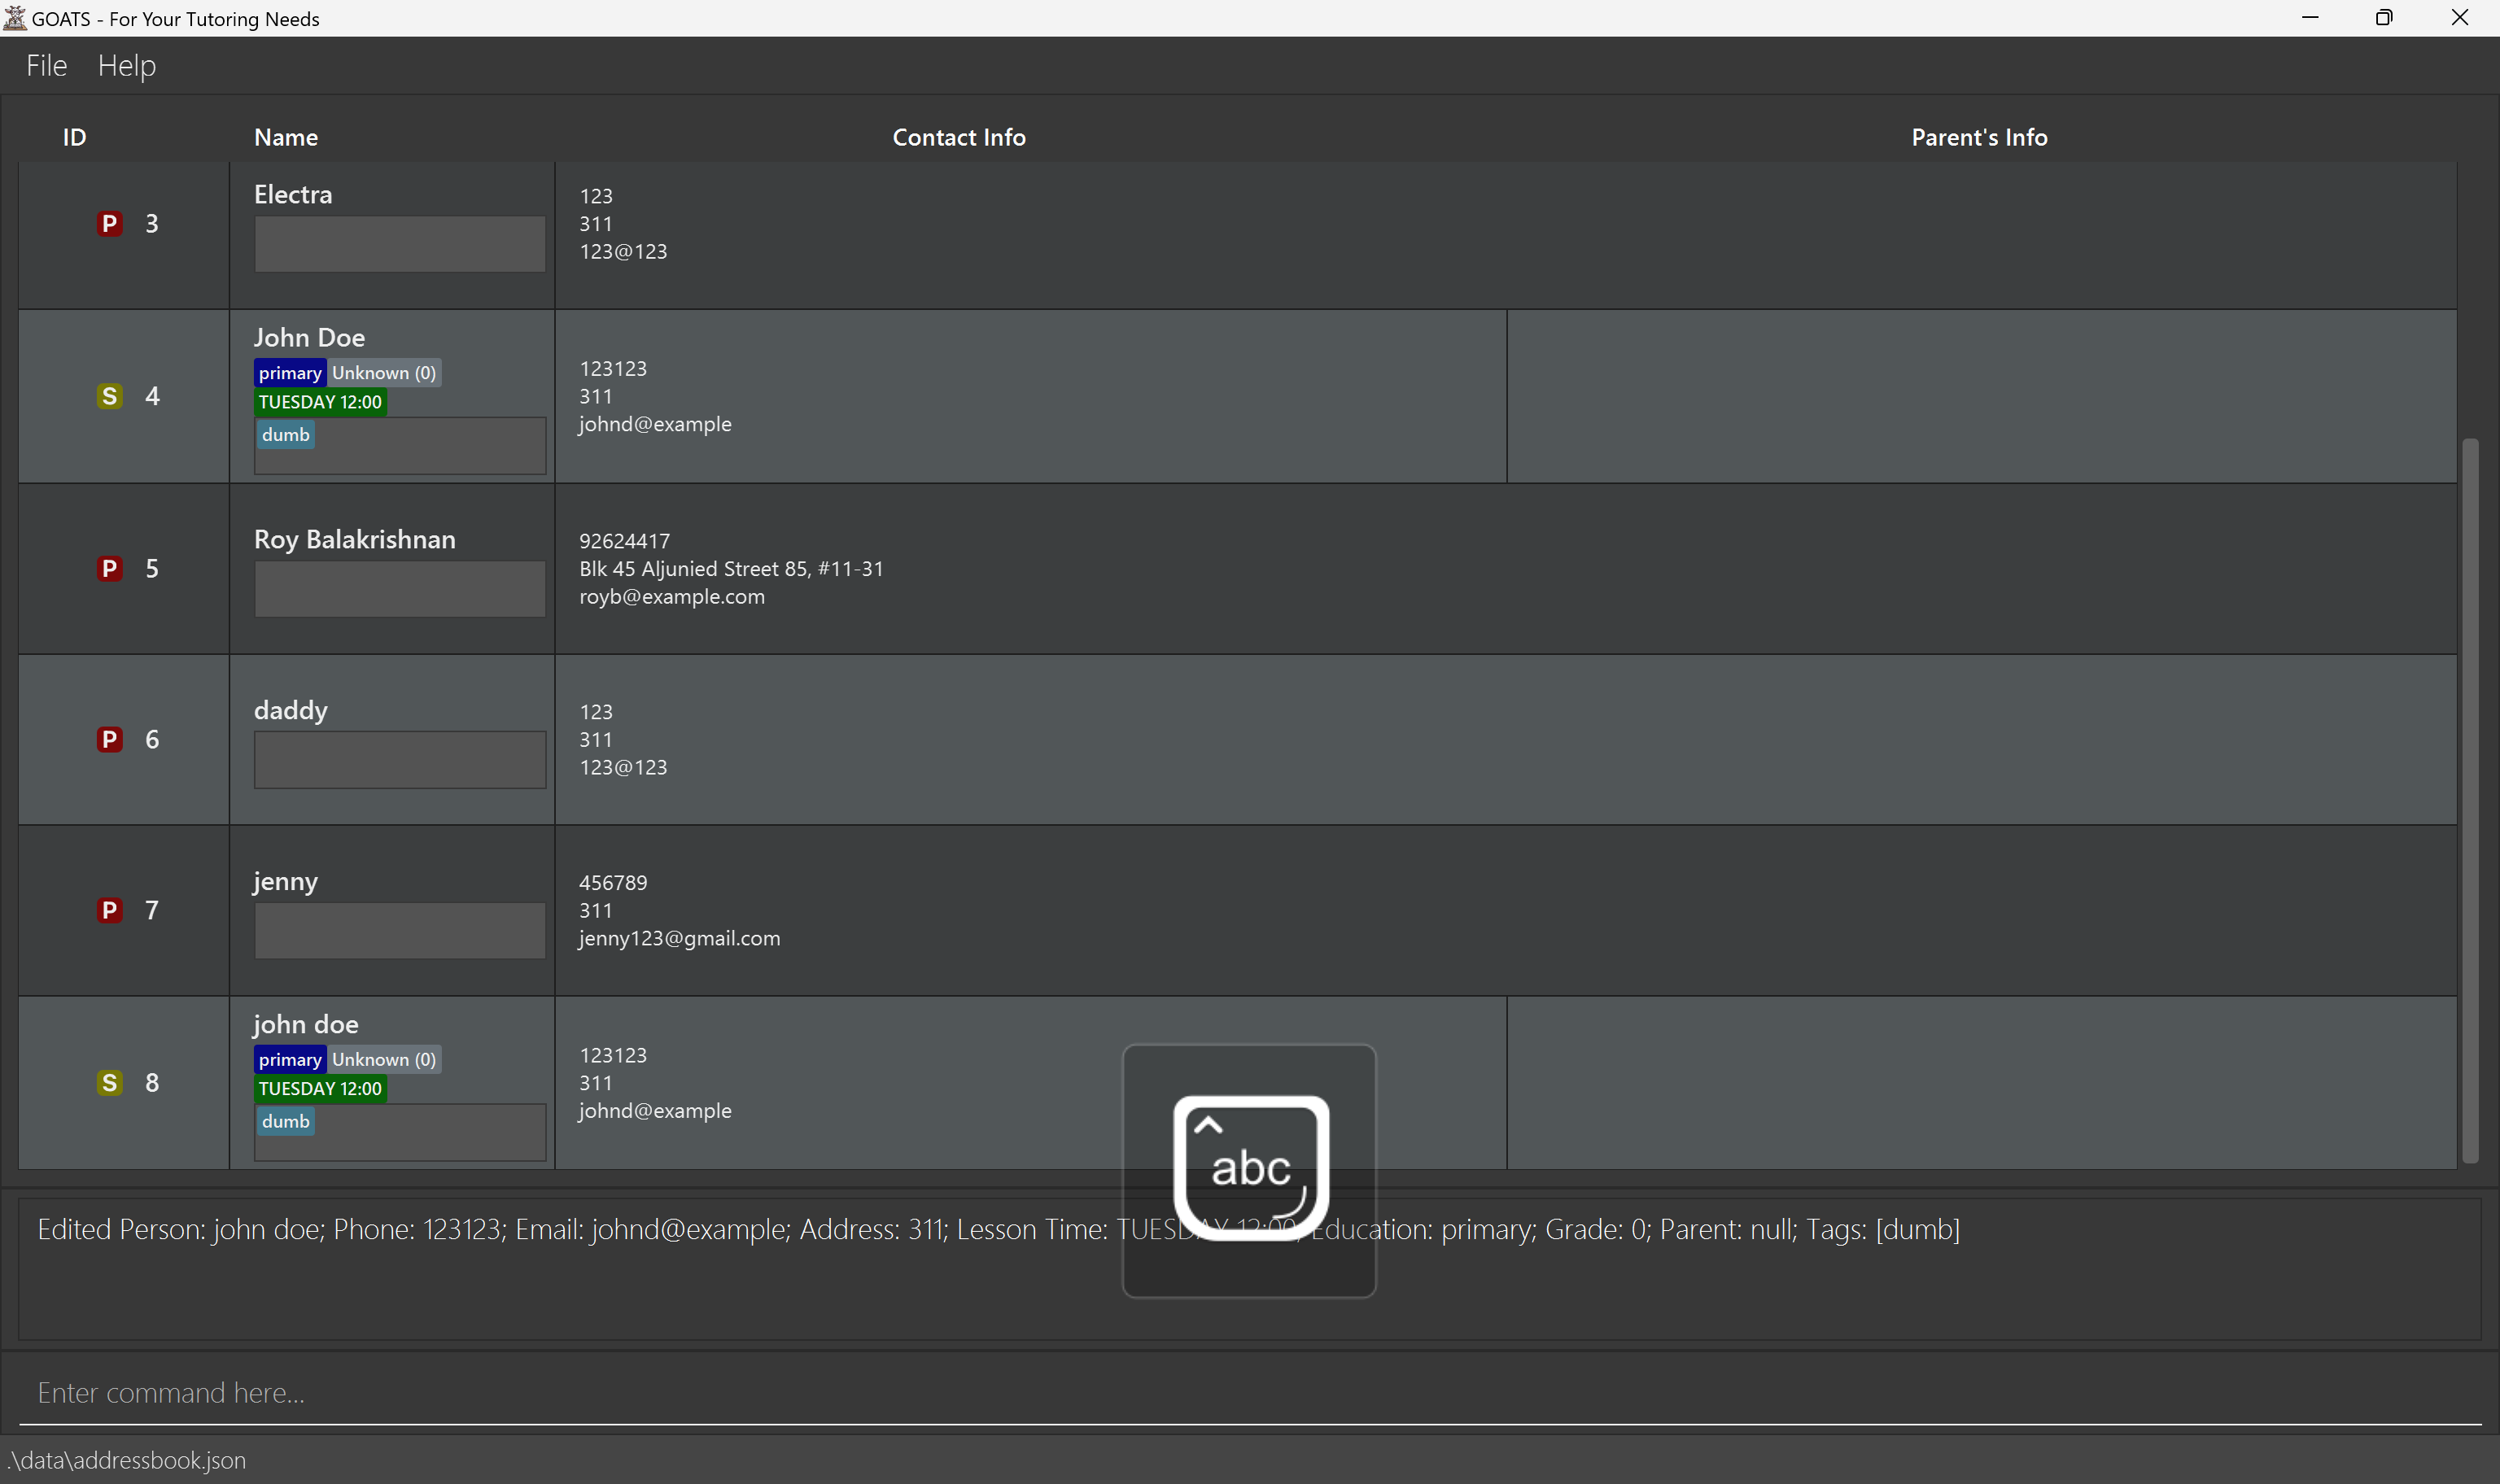 GOATS - For Your Tutoring Needs
File Help
ID Name Contact Info Parent's Info
P 3
Electra
123
311
123@123
S 4
John Doe
primary Unknown (0)
TUESDAY 12:00
dumb
123123
311
johnd@example
P 5
Roy Balakrishnan
92624417
Blk 45 Aljunied Street 85, #11-31
royb@example.com
P 6
daddy
123
311
123@123
P 7
jenny
456789
311
jenny123@gmail.com
S 8
john doe
primary Unknown (0)
TUESDAY 12:00
dumb
123123
311
johnd@example
abc
Edited Person: john doe; Phone: 123123; Email: johnd@example; Address: 311; Lesson Time: TUESDAY 12:00; Education: primary; Grade: 0; Parent: null; Tags: [dumb]
Enter command here...
.\data\addressbook.json